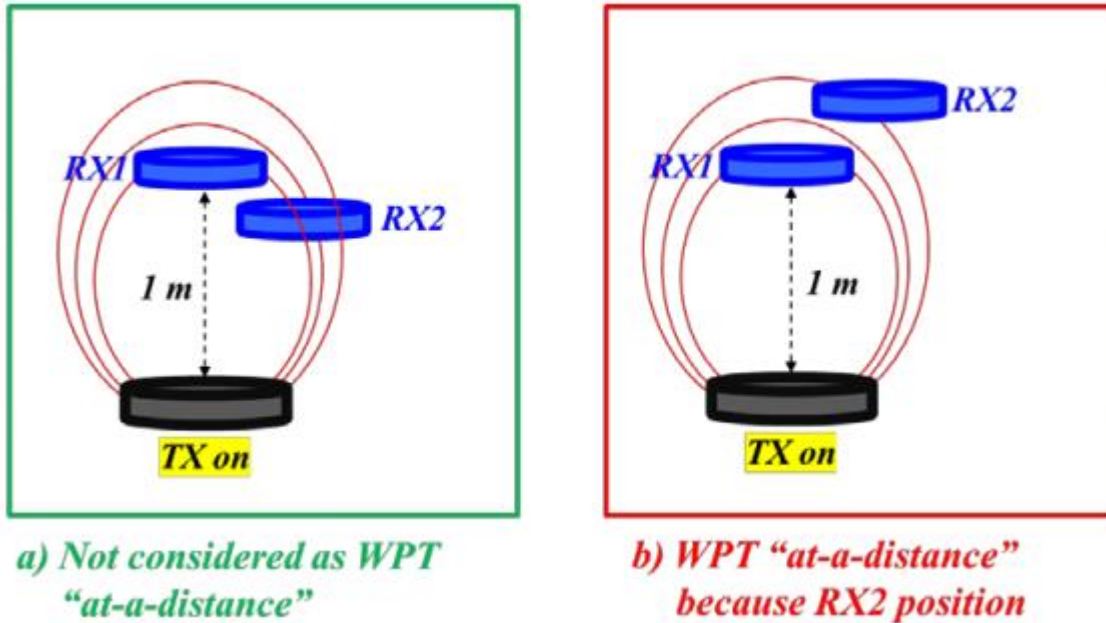 RX1
RX2
1 m
TX on
a) Not considered as WPT
“at-a-distance”
RX2
RX1
1 m
TX on
b) WPT “at-a-distance”
because RX2 position